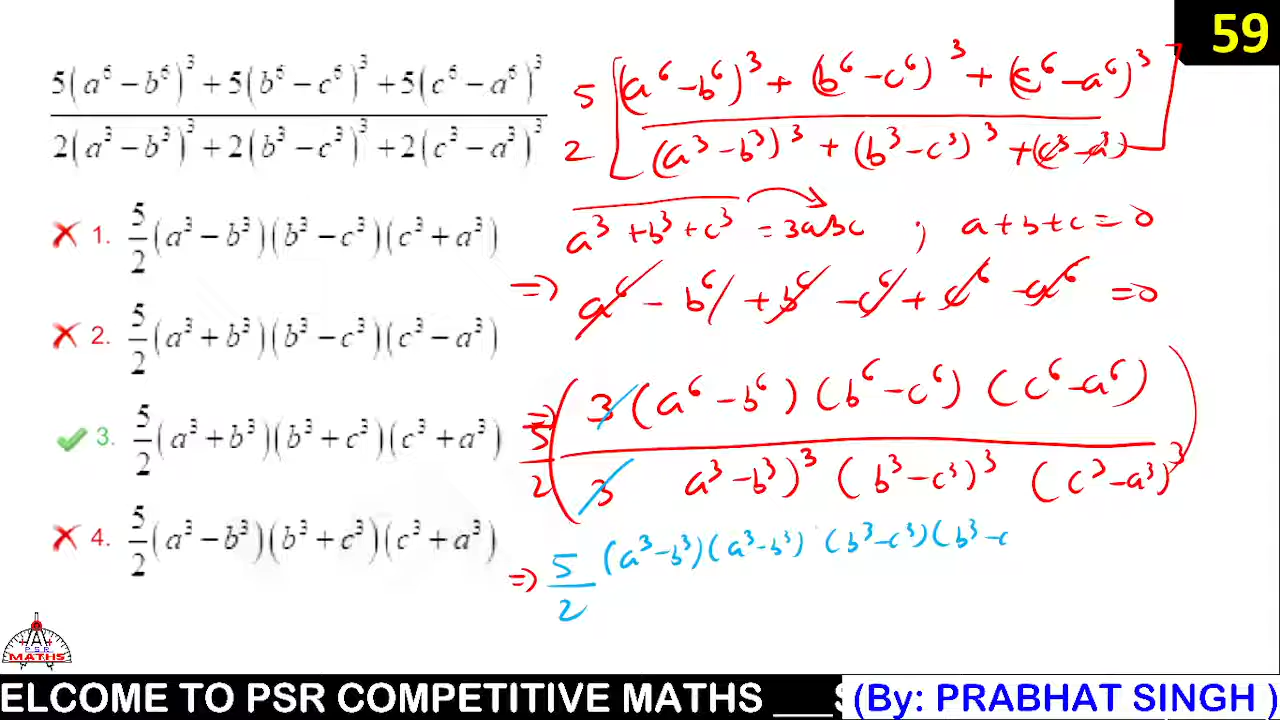 59
5(a⁶ − b⁶)³ + 5(b⁶ − c⁶)³ + 5(c⁶ − a⁶)³
2(a³ − b³)³ + 2(b³ − c³)³ + 2(c³ − a³)³
1. 5/2 (a³ − b³)(b³ − c³)(c³ + a³)
2. 5/2 (a³ + b³)(b³ − c³)(c³ − a³)
3. 5/2 (a³ + b³)(b³ + c³)(c³ + a³)
4. 5/2 (a³ − b³)(b³ + c³)(c³ + a³)
5 [(a⁶ − b⁶)³ + (b⁶ − c⁶)³ + (c⁶ − a⁶)³
2 (a³ − b³)³ + (b³ − c³)³ + (c³ − a³)]
a³ + b³ + c³ = 3abc ; a + b + c = 0
⇒ a⁶ − b⁶ + b⁶ − c⁶ + c⁶ − a⁶ = 0
⇒ 5/2 ( 3 (a⁶ − b⁶) (b⁶ − c⁶) (c⁶ − a⁶)
3 a³ − b³)³ (b³ − c³)³ (c³ − a³)³ )
⇒ 5/2 (a³ − b³)(a³ − b³) (b³ − c³)(b³ − c
PSR
MATHS
ELCOME TO PSR COMPETITIVE MATHS ___S
(By: PRABHAT SINGH )